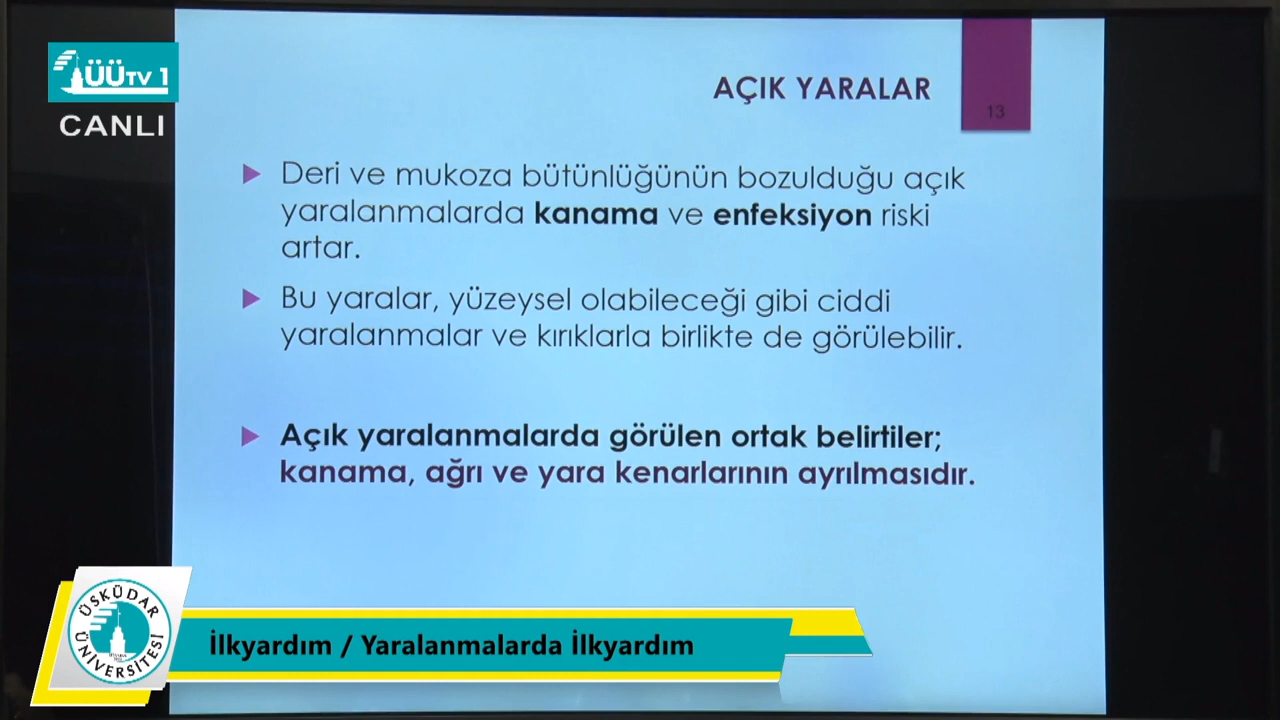 ÜÜTV 1
CANLI
AÇIK YARALAR
13
Deri ve mukoza bütünlüğünün bozulduğu açık
yaralanmalarda kanama ve enfeksiyon riski
artar.
Bu yaralar, yüzeysel olabileceği gibi ciddi
yaralanmalar ve kırıklarla birlikte de görülebilir.
Açık yaralanmalarda görülen ortak belirtiler;
kanama, ağrı ve yara kenarlarının ayrılmasıdır.
ÜSKÜDAR
ÜNİVERSİTESİ
İlkyardım / Yaralanmalarda İlkyardım